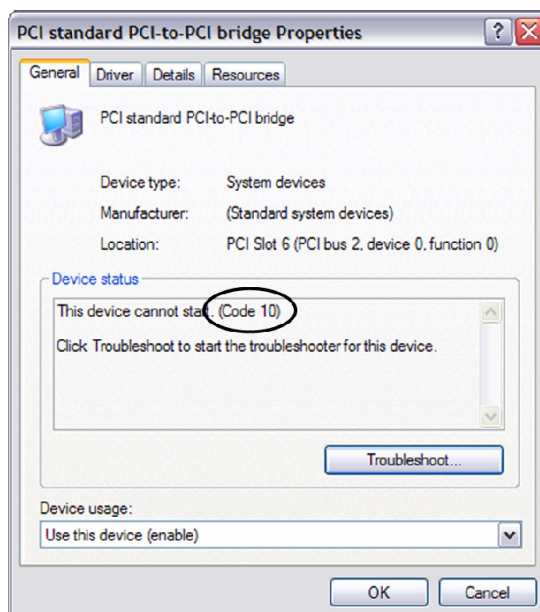 PCI standard PCI-to-PCI bridge Properties
General Driver Details Resources
PCI standard PCI-to-PCI bridge
Device type: System devices
Manufacturer: (Standard system devices)
Location: PCI Slot 6 (PCI bus 2, device 0, function 0)
Device status
This device cannot start. (Code 10)
Click Troubleshoot to start the troubleshooter for this device.
Troubleshoot...
Device usage:
Use this device (enable)
OK Cancel